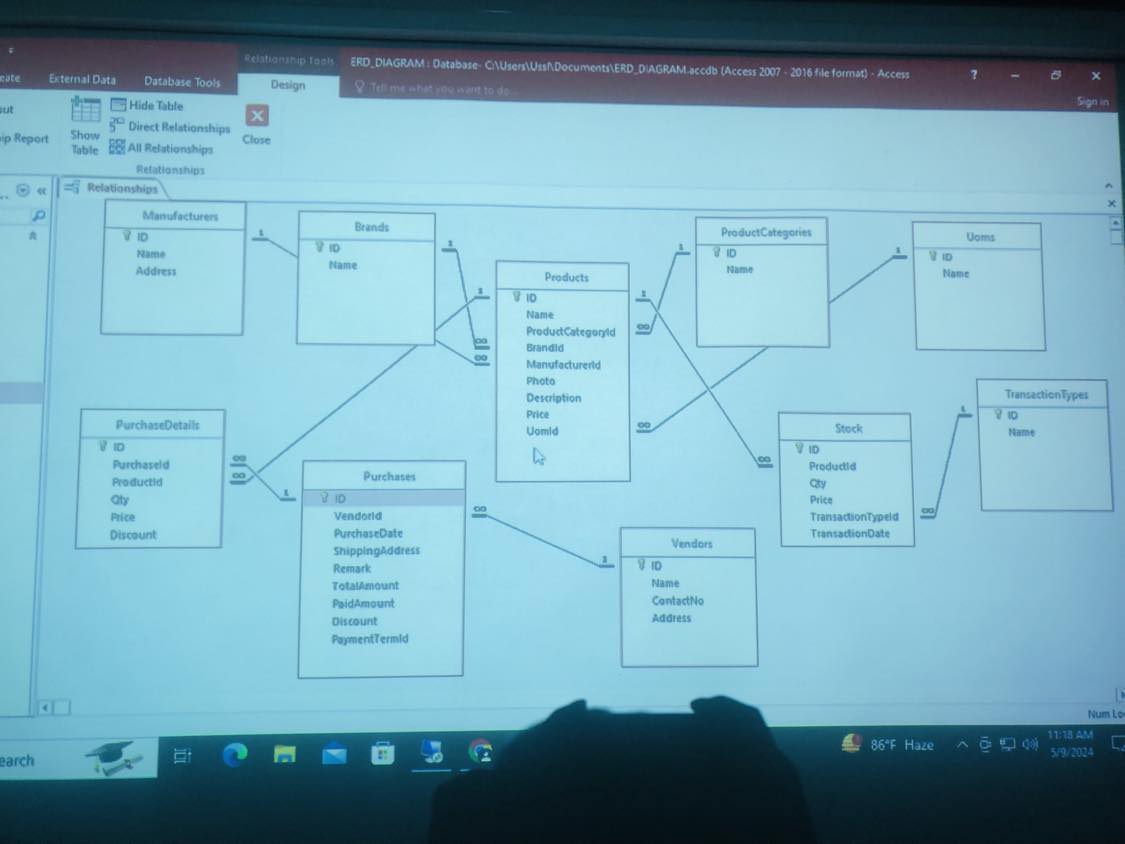 ERD_DIAGRAM : Database- C:\Users\Ussl\Documents\ERD_DIAGRAM.accdb (Access 2007 - 2016 file format) - Access
Relationship Tools
External Data
Database Tools
Design
Tell me what you want to do...
Sign in
Hide Table
Direct Relationships
All Relationships
Show
Table
Close
ip Report
Relationships
Relationships
Manufacturers
ID
Name
Address
Brands
ID
Name
Products
ID
Name
ProductCategoryId
BrandId
ManufacturerId
Photo
Description
Price
UomId
ProductCategories
ID
Name
Uoms
ID
Name
PurchaseDetails
ID
PurchaseId
ProductId
Qty
Price
Discount
Purchases
ID
VendorId
PurchaseDate
ShippingAddress
Remark
TotalAmount
PaidAmount
Discount
PaymentTermId
Vendors
ID
Name
ContactNo
Address
Stock
ID
ProductId
Qty
Price
TransactionTypeId
TransactionDate
TransactionTypes
ID
Name
1
∞
1
∞
1
∞
1
∞
1
∞
1
∞
1
∞
1
∞
1
∞
Num Lo
earch
86°F Haze
11:18 AM
5/9/2024